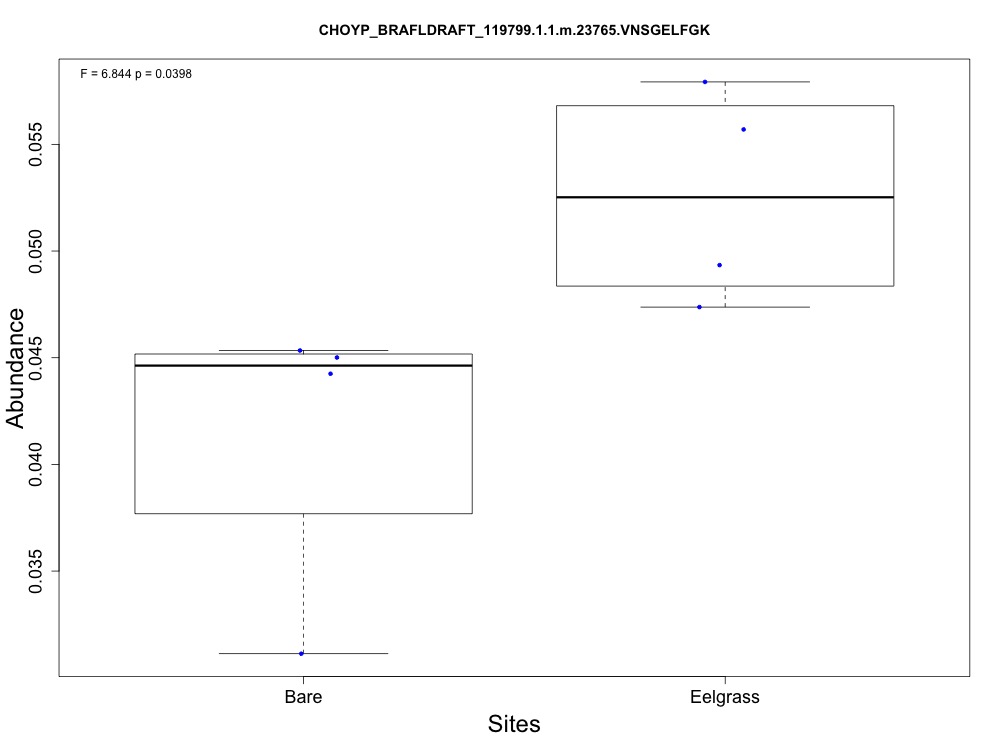 CHOYP_BRAFLDRAFT_119799.1.1.m.23765.VNSGELFGK
F = 6.844 p = 0.0398
Abundance
0.055
0.050
0.045
0.040
0.035
Bare
Eelgrass
Sites